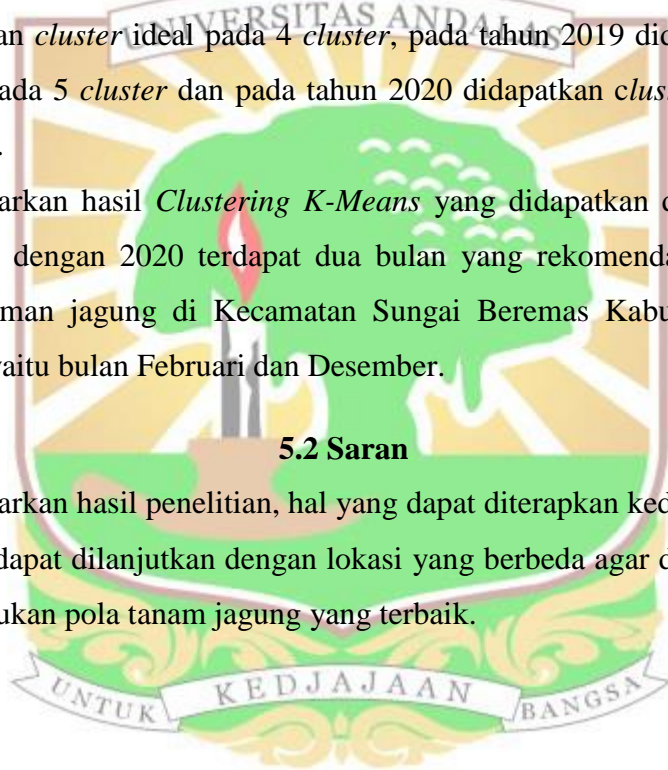 UNIVERSITAS ANDALAS
an cluster ideal pada 4 cluster, pada tahun 2019 did
ada 5 cluster dan pada tahun 2020 didapatkan clus
.
arkan hasil Clustering K-Means yang didapatkan d
dengan 2020 terdapat dua bulan yang rekomenda
man jagung di Kecamatan Sungai Beremas Kabu
yaitu bulan Februari dan Desember.
5.2 Saran
arkan hasil penelitian, hal yang dapat diterapkan ked
dapat dilanjutkan dengan lokasi yang berbeda agar d
ukan pola tanam jagung yang terbaik.
UNTUK KEDJAJAAN BANGSA